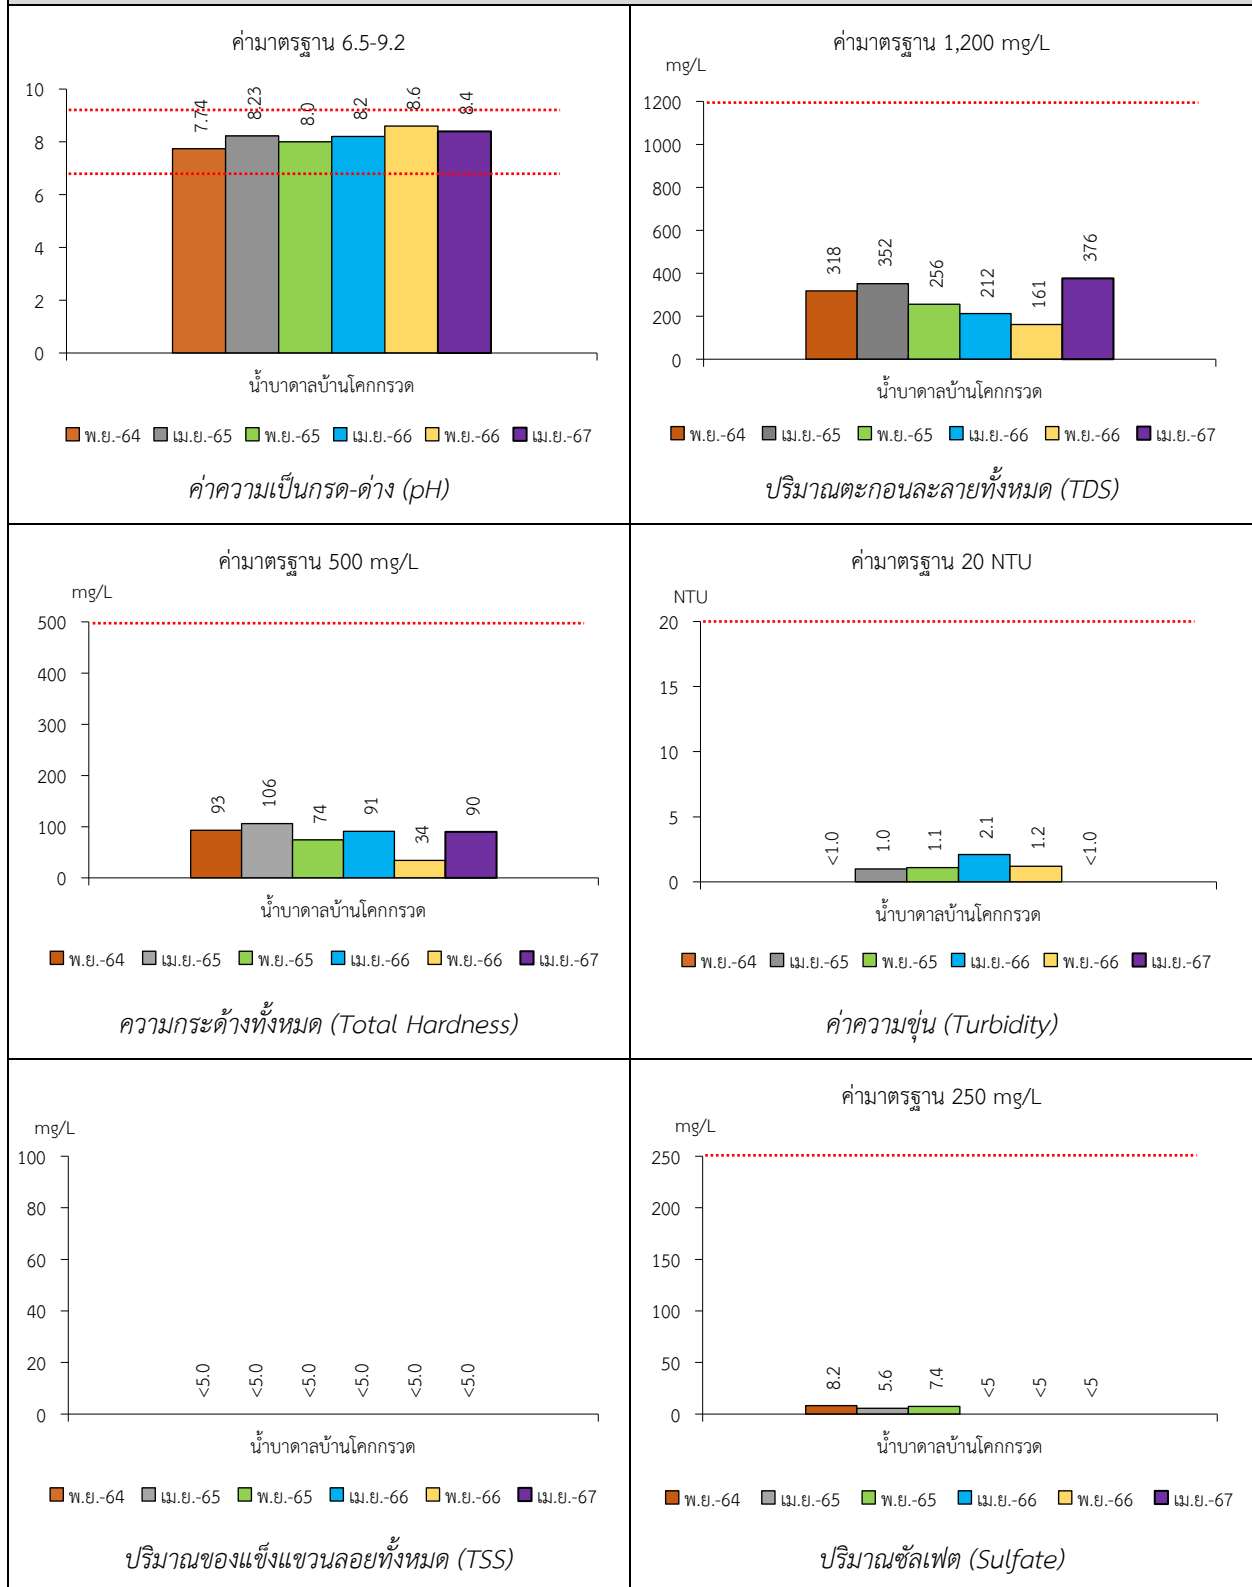 ค่ามาตรฐาน 6.5-9.2
10
8
6
4
2
0
7.74
8.23
8.0
8.2
8.6
8.4
น้ำบาดาลบ้านโคกกรวด
พ.ย.-64 เม.ย.-65 พ.ย.-65 เม.ย.-66 พ.ย.-66 เม.ย.-67
ค่าความเป็นกรด-ด่าง (pH)
ค่ามาตรฐาน 1,200 mg/L
mg/L
1200
1000
800
600
400
200
0
318
352
256
212
161
376
น้ำบาดาลบ้านโคกกรวด
พ.ย.-64 เม.ย.-65 พ.ย.-65 เม.ย.-66 พ.ย.-66 เม.ย.-67
ปริมาณตะกอนละลายทั้งหมด (TDS)
ค่ามาตรฐาน 500 mg/L
mg/L
500
400
300
200
100
0
93
106
74
91
34
90
น้ำบาดาลบ้านโคกกรวด
พ.ย.-64 เม.ย.-65 พ.ย.-65 เม.ย.-66 พ.ย.-66 เม.ย.-67
ความกระด้างทั้งหมด (Total Hardness)
ค่ามาตรฐาน 20 NTU
NTU
20
15
10
5
0
<1.0
1.0
1.1
2.1
1.2
<1.0
น้ำบาดาลบ้านโคกกรวด
พ.ย.-64 เม.ย.-65 พ.ย.-65 เม.ย.-66 พ.ย.-66 เม.ย.-67
ค่าความขุ่น (Turbidity)
mg/L
100
80
60
40
20
0
<5.0
<5.0
<5.0
<5.0
<5.0
<5.0
น้ำบาดาลบ้านโคกกรวด
พ.ย.-64 เม.ย.-65 พ.ย.-65 เม.ย.-66 พ.ย.-66 เม.ย.-67
ปริมาณของแข็งแขวนลอยทั้งหมด (TSS)
ค่ามาตรฐาน 250 mg/L
mg/L
250
200
150
100
50
0
8.2
5.6
7.4
<5
<5
<5
น้ำบาดาลบ้านโคกกรวด
พ.ย.-64 เม.ย.-65 พ.ย.-65 เม.ย.-66 พ.ย.-66 เม.ย.-67
ปริมาณซัลเฟต (Sulfate)